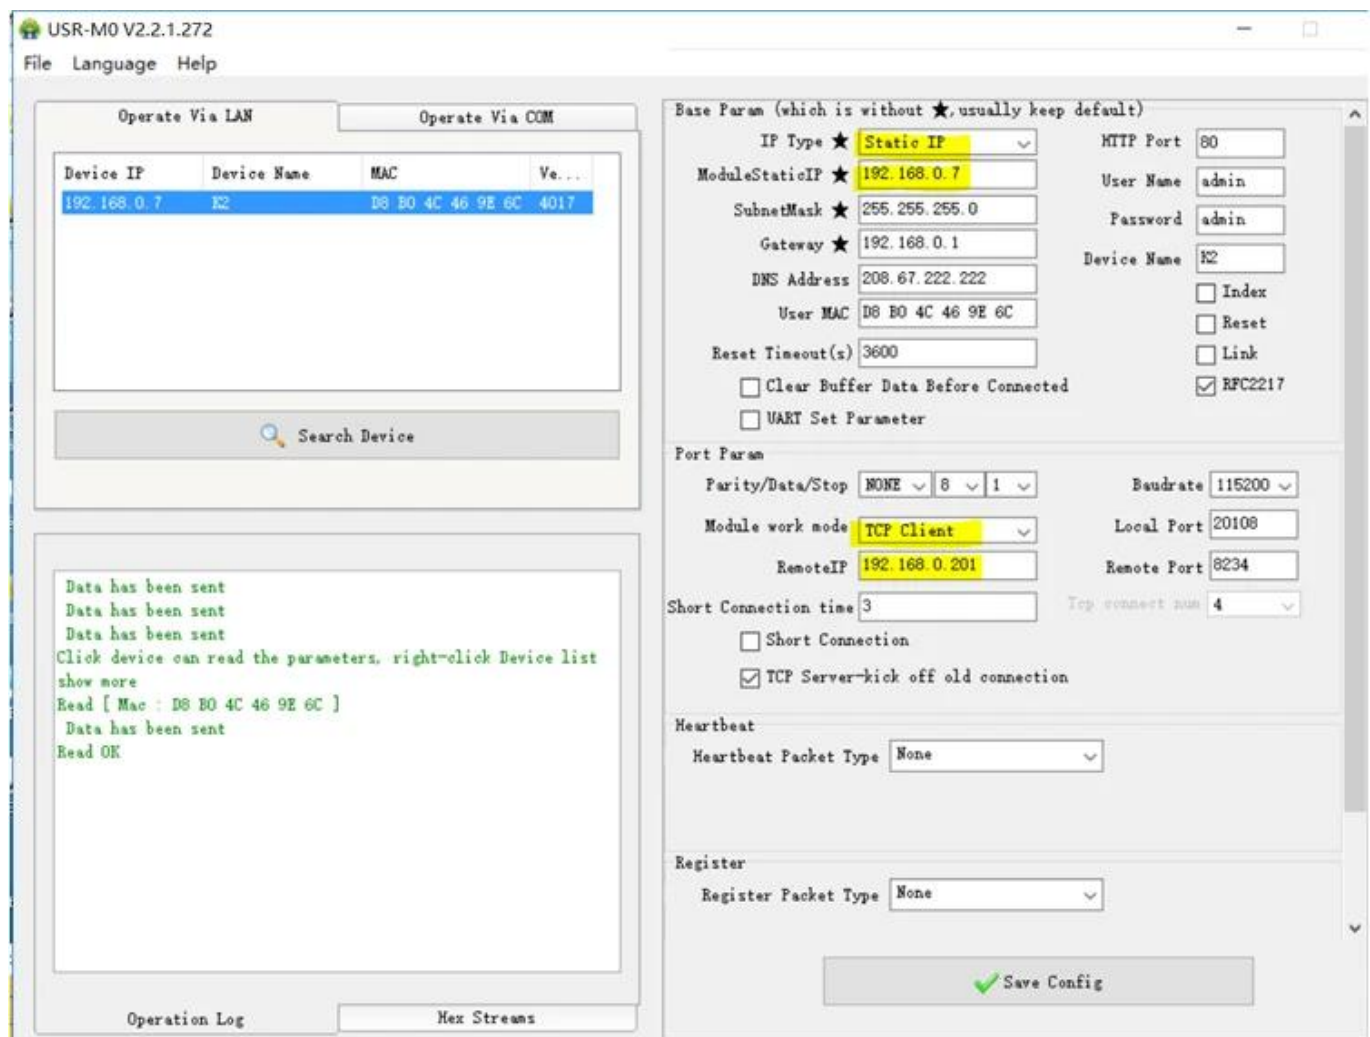 USR-M0 V2.2.1.272
File Language Help
Operate Via LAN
Operate Via COM
Device IP Device Name MAC Ve...
192.168.0.7 K2 D8 B0 4C 46 9E 6C 4017
Search Device
Data has been sent
Data has been sent
Data has been sent
Click device can read the parameters, right-click Device list
show more
Read [ Mac : D8 B0 4C 46 9E 6C ]
Data has been sent
Read OK
Operation Log
Hex Streams
Base Param (which is without ★,usually keep default)
IP Type ★ Static IP
HTTP Port 80
ModuleStaticIP ★ 192.168.0.7
User Name admin
SubnetMask ★ 255.255.255.0
Password admin
Gateway ★ 192.168.0.1
Device Name K2
DNS Address 208.67.222.222
Index
User MAC D8 B0 4C 46 9E 6C
Reset
Reset Timeout(s) 3600
Link
Clear Buffer Data Before Connected
RFC2217
UART Set Parameter
Port Param
Parity/Data/Stop NONE 8 1
Baudrate 115200
Module work mode TCP Client
Local Port 20108
RemoteIP 192.168.0.201
Remote Port 8234
Short Connection time 3
Tcp connect num 4
Short Connection
TCP Server-kick off old connection
Heartbeat
Heartbeat Packet Type None
Register
Register Packet Type None
Save Config